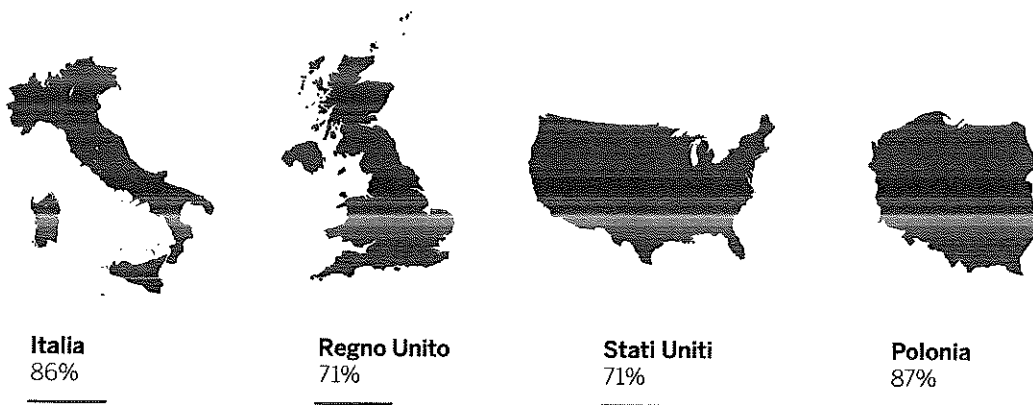 Italia
86%
Regno Unito
71%
Stati Uniti
71%
Polonia
87%